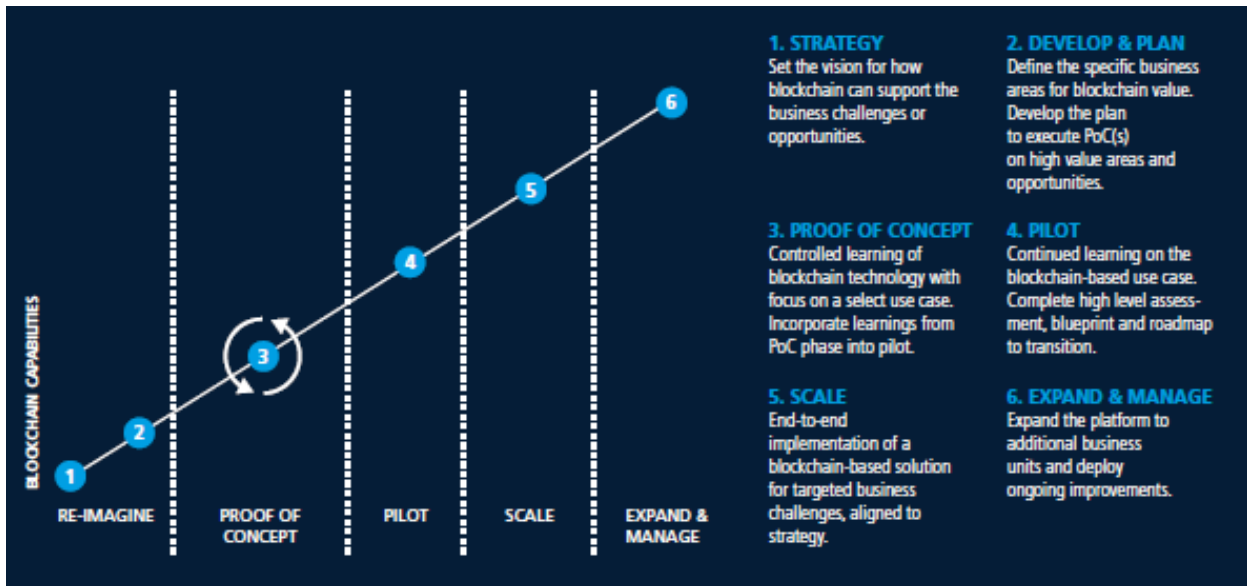 BLOCKCHAIN CAPABILITIES
1
2
3
4
5
6
RE-IMAGINE
PROOF OF
CONCEPT
PILOT
SCALE
EXPAND &
MANAGE
1. STRATEGY
Set the vision for how
blockchain can support the
business challenges or
opportunities.
2. DEVELOP & PLAN
Define the specific business
areas for blockchain value.
Develop the plan
to execute PoC(s)
on high value areas and
opportunities.
3. PROOF OF CONCEPT
Controlled learning of
blockchain technology with
focus on a select use case.
Incorporate learnings from
PoC phase into pilot.
4. PILOT
Continued learning on the
blockchain-based use case.
Complete high level assess-
ment, blueprint and roadmap
to transition.
5. SCALE
End-to-end
implementation of a
blockchain-based solution
for targeted business
challenges, aligned to
strategy.
6. EXPAND & MANAGE
Expand the platform to
additional business
units and deploy
ongoing improvements.